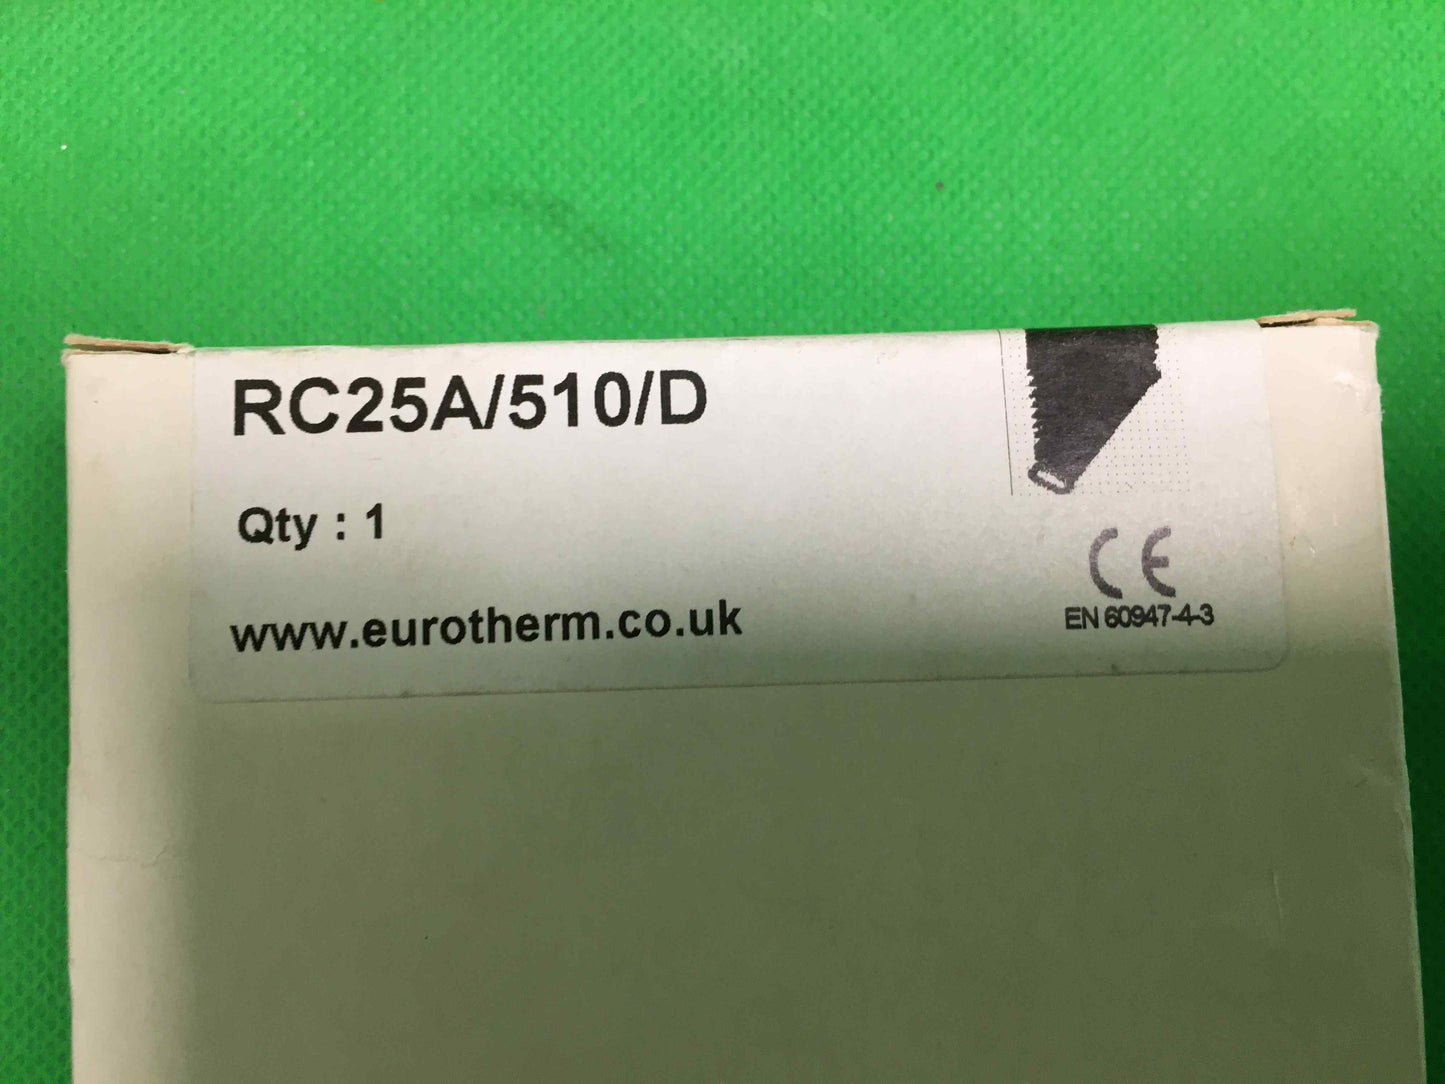 RC25A/510/D
Qty : 1
www.eurotherm.co.uk
CE
EN 60947-4-3